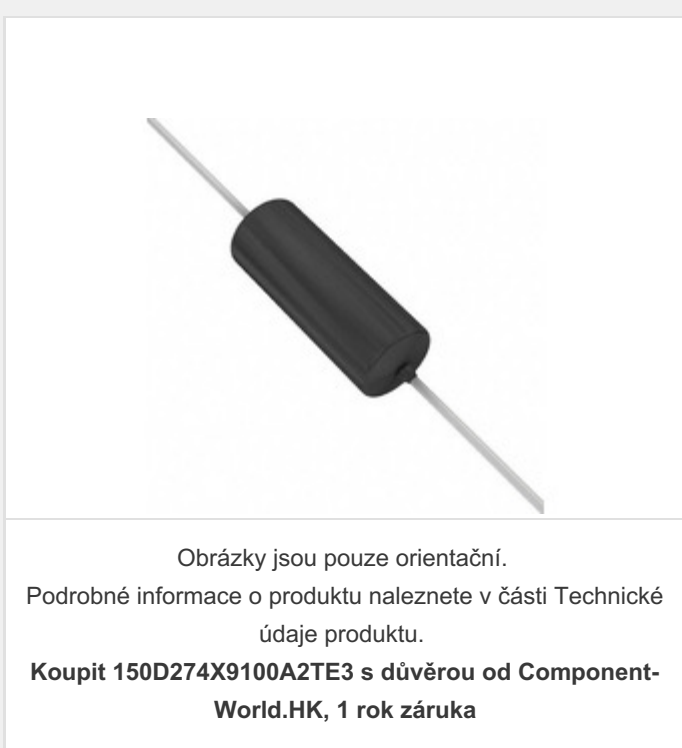 Obrázky jsou pouze orientační.
Podrobné informace o produktu naleznete v části Technické
údaje produktu.
Koupit 150D274X9100A2TE3 s důvěrou od Component-
World.HK, 1 rok záruka